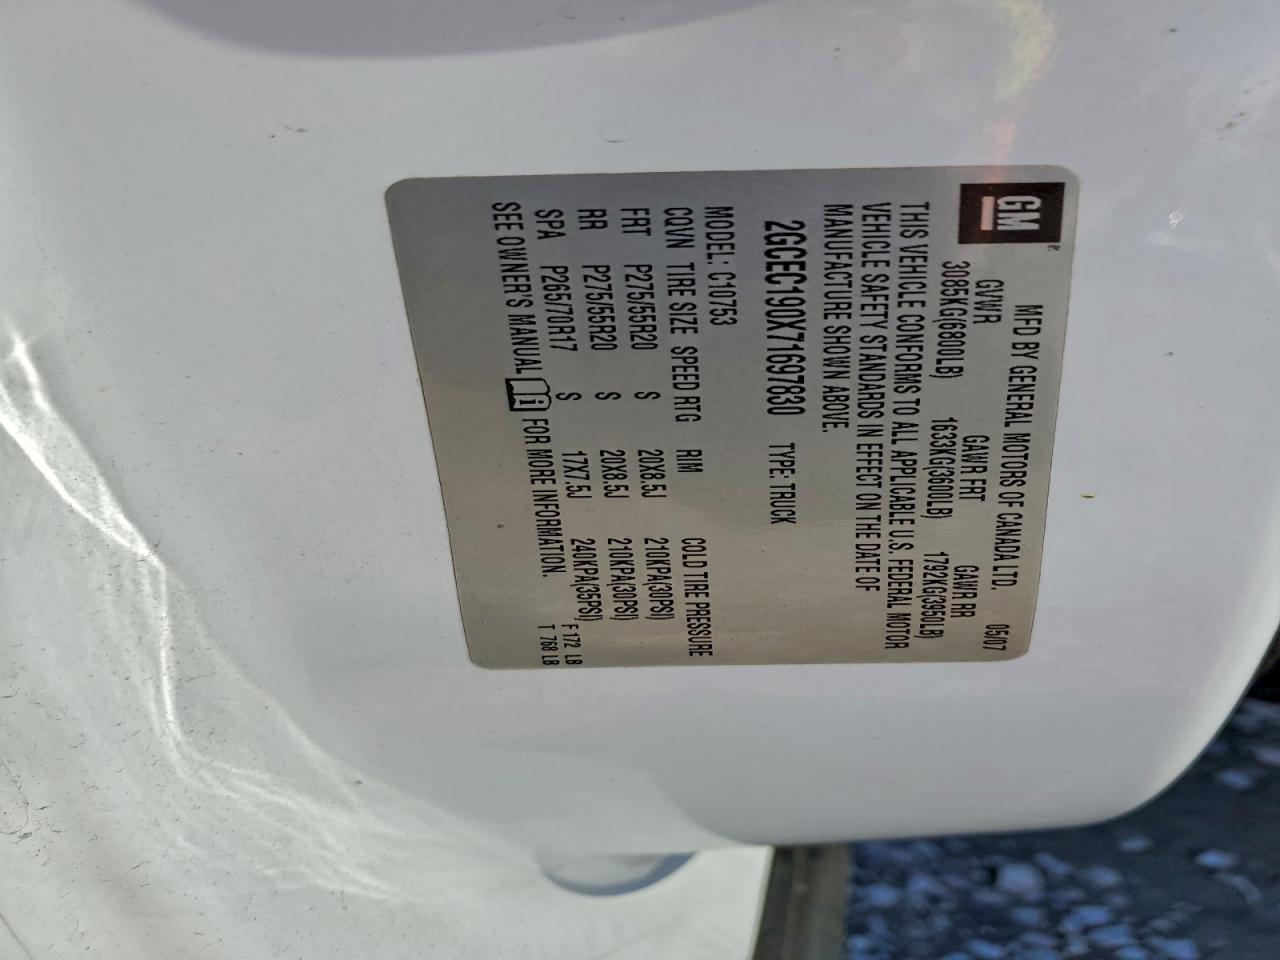 GM®
MFD BY GENERAL MOTORS OF CANADA LTD. 05/07
GVWR GAWR FRT GAWR RR
3085KG(6800LB) 1633KG(3600LB) 1792KG(3950LB)
THIS VEHICLE CONFORMS TO ALL APPLICABLE U.S. FEDERAL MOTOR
VEHICLE SAFETY STANDARDS IN EFFECT ON THE DATE OF
MANUFACTURE SHOWN ABOVE.
2GCEC190X71697830 TYPE: TRUCK
MODEL: C10753
CQVN TIRE SIZE SPEED RTG RIM COLD TIRE PRESSURE
FRT P275/55R20 S 20X8.5J 210KPA(30PSI)
RR P275/55R20 S 20X8.5J 210KPA(30PSI)
SPA P265/70R17 S 17X7.5J 240KPA(35PSI) F 172 LB
SEE OWNER'S MANUAL i FOR MORE INFORMATION. T 768 LB